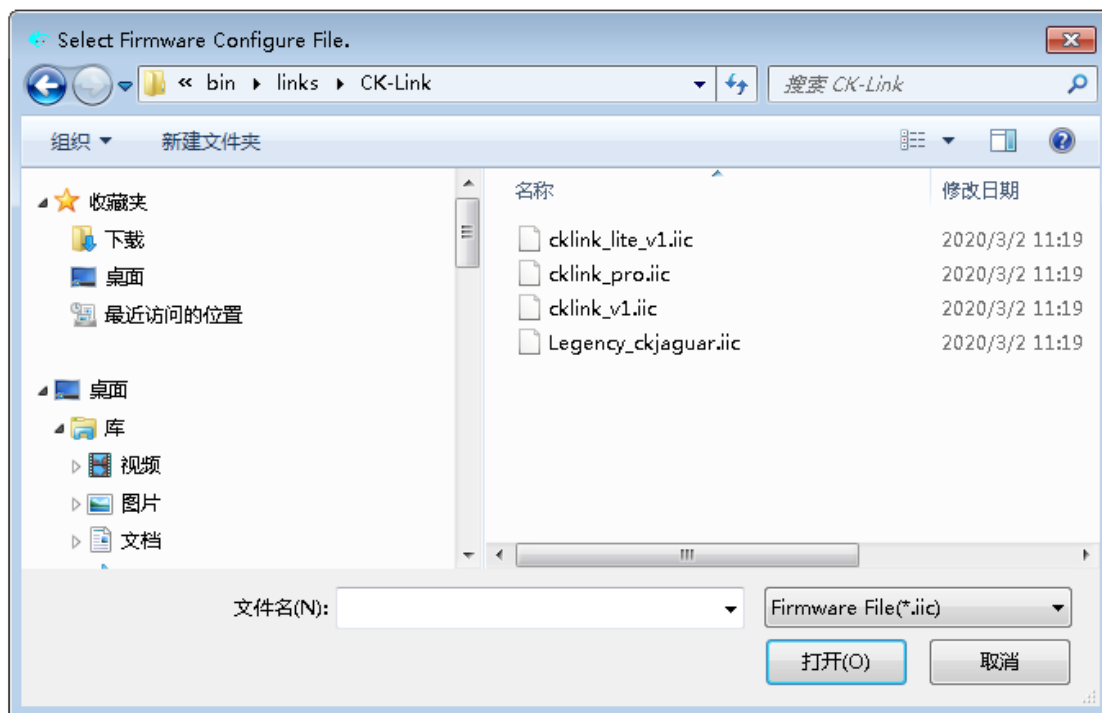 Select Firmware Configure File.
« bin ▸ links ▸ CK-Link
搜索 CK-Link
组织 新建文件夹
收藏夹
下载
桌面
最近访问的位置
桌面
库
视频
图片
文档
名称 修改日期
cklink_lite_v1.iic 2020/3/2 11:19
cklink_pro.iic 2020/3/2 11:19
cklink_v1.iic 2020/3/2 11:19
Legency_ckjaguar.iic 2020/3/2 11:19
文件名(N): Firmware File(*.iic)
打开(O) 取消